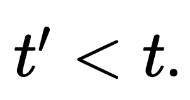 t′ < t.